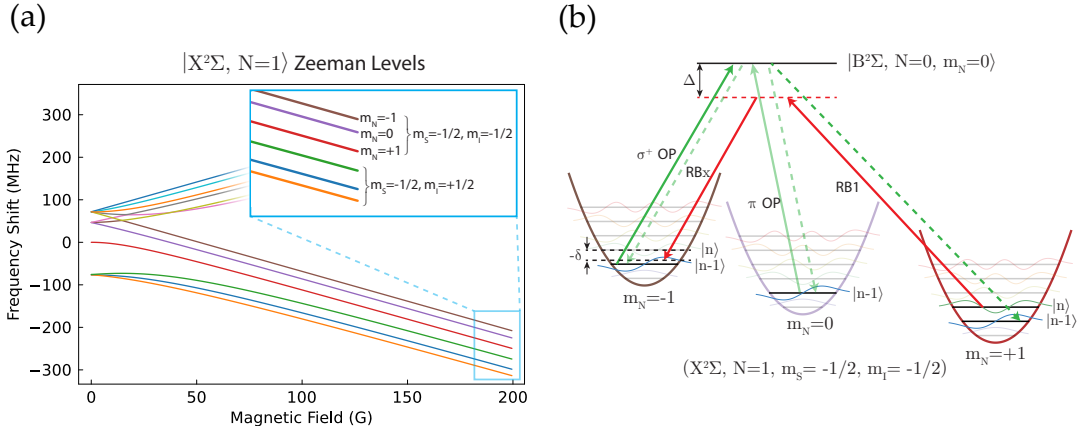 (a)
|X²Σ, N=1⟩ Zeeman Levels
Frequency Shift (MHz)
300
200
100
0
−100
−200
−300
0
50
100
150
200
Magnetic Field (G)
m_N=-1
m_N=0
m_N=+1
m_S=-1/2, m_I=-1/2
m_S=-1/2, m_I=+1/2
(b)
|B²Σ, N=0, m_N=0⟩
Δ
σ⁺ OP
RBx
π OP
RB1
-δ
|n⟩
|n-1⟩
m_N=-1
|n-1⟩
m_N=0
|n⟩
|n-1⟩
m_N=+1
(X²Σ, N=1, m_S= -1/2, m_I= -1/2)